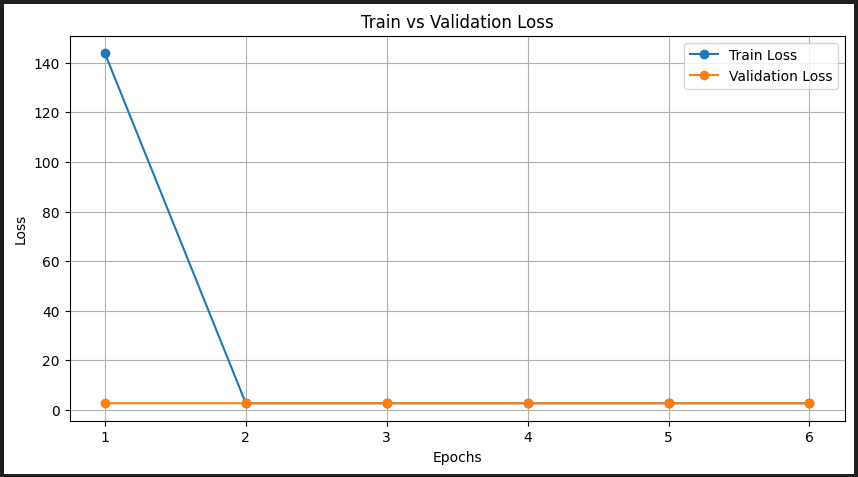 Train vs Validation Loss
Train Loss
Validation Loss
140
120
100
80
60
40
20
0
Loss
1 2 3 4 5 6
Epochs